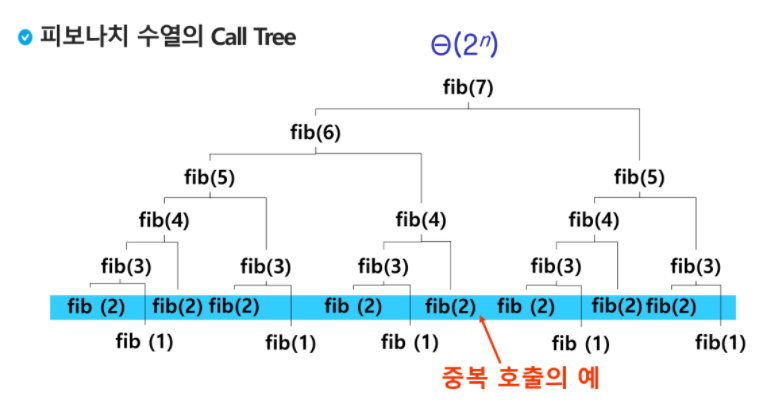 피보나치 수열의 Call Tree
Θ(2ⁿ)
fib(7)
fib(6)
fib(5) fib(5)
fib(4) fib(4) fib(4)
fib(3) fib(3) fib(3) fib(3) fib(3)
fib (2) fib(2) fib(2) fib (2) fib(2) fib (2) fib(2) fib(2)
fib (1) fib(1) fib (1) fib (1) fib(1)
중복 호출의 예